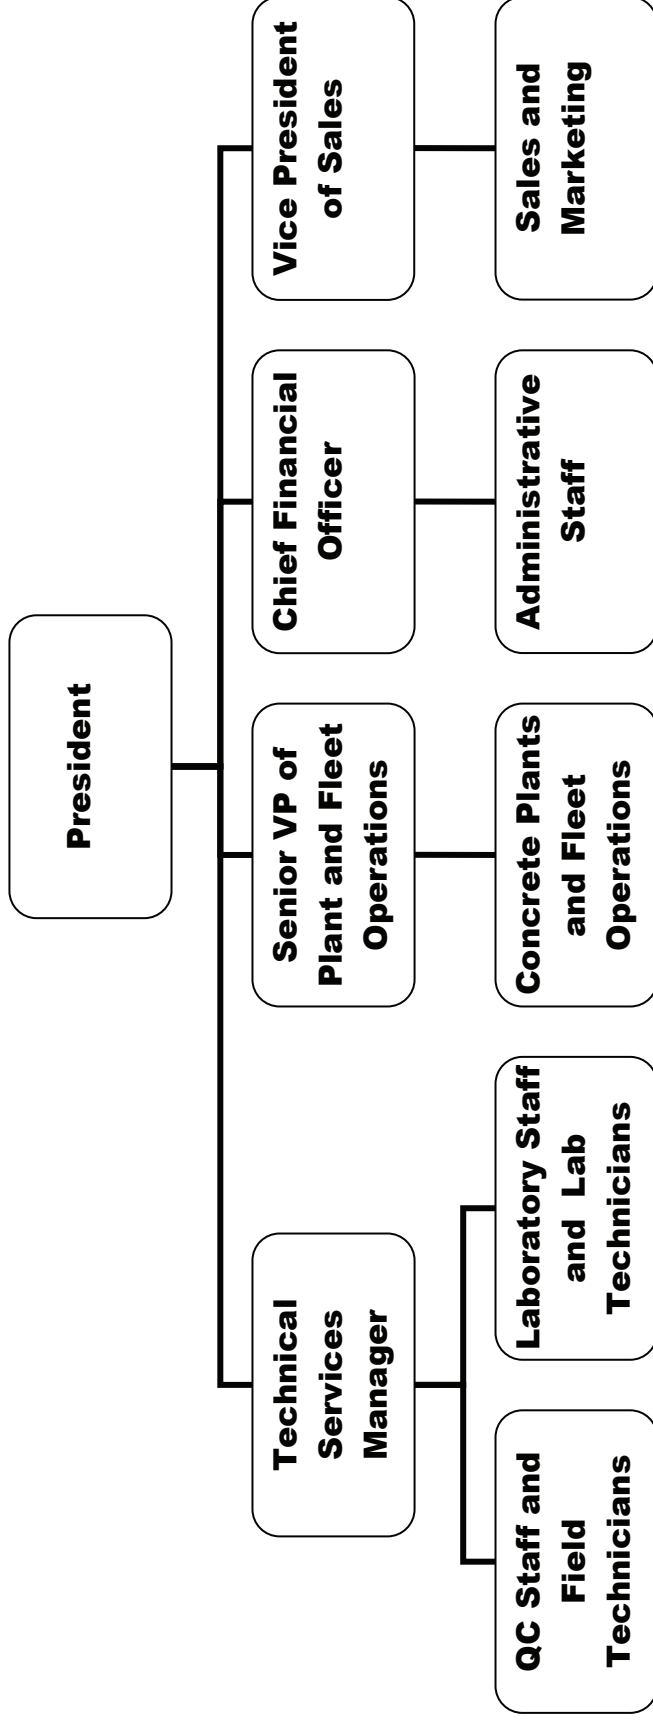 President
Technical
Services
Manager
Senior VP of
Plant and Fleet
Operations
Chief Financial
Officer
Vice President
of Sales
QC Staff and
Field
Technicians
Laboratory Staff
and Lab
Technicians
Concrete Plants
and Fleet
Operations
Administrative
Staff
Sales and
Marketing